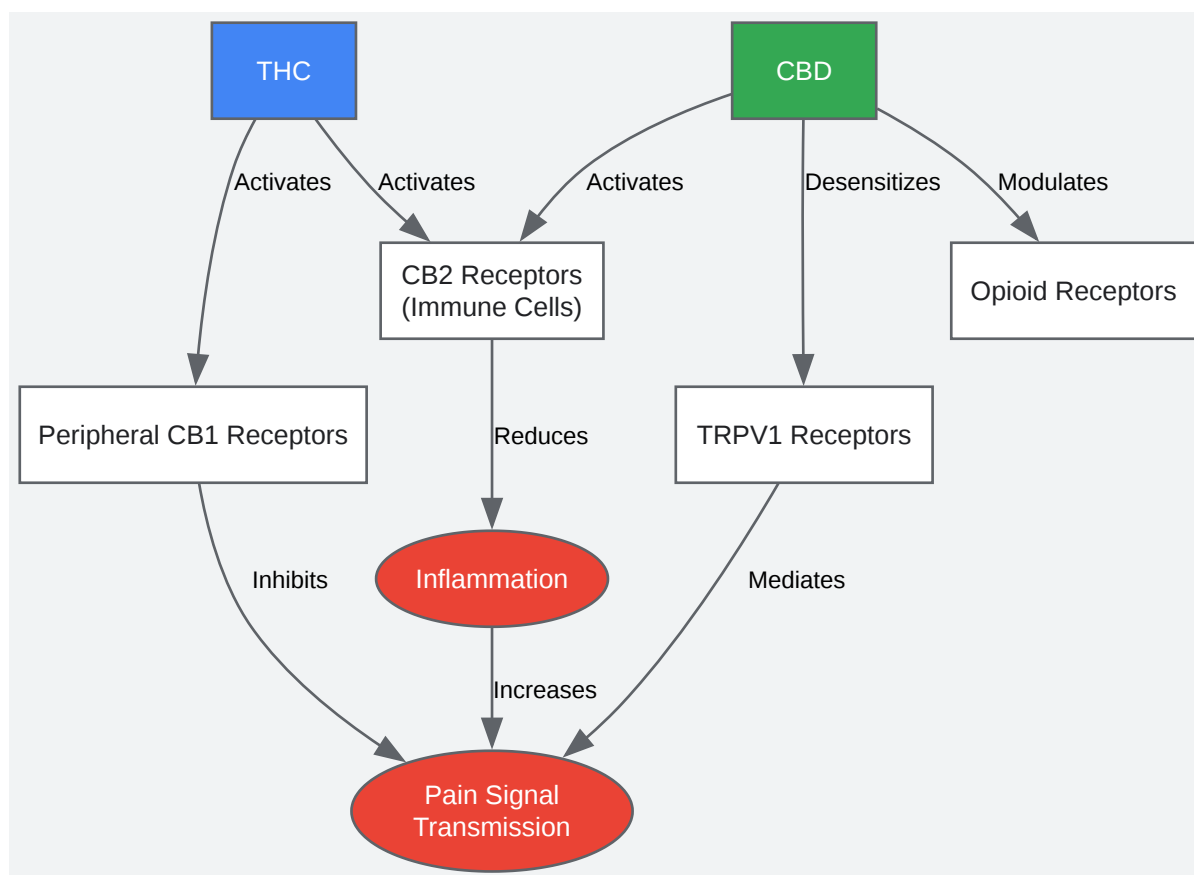 THC
CBD
Activates
Activates
Activates
Desensitizes
Modulates
CB2 Receptors
(Immune Cells)
Opioid Receptors
Peripheral CB1 Receptors
Reduces
TRPV1 Receptors
Inhibits
Inflammation
Mediates
Increases
Pain Signal
Transmission